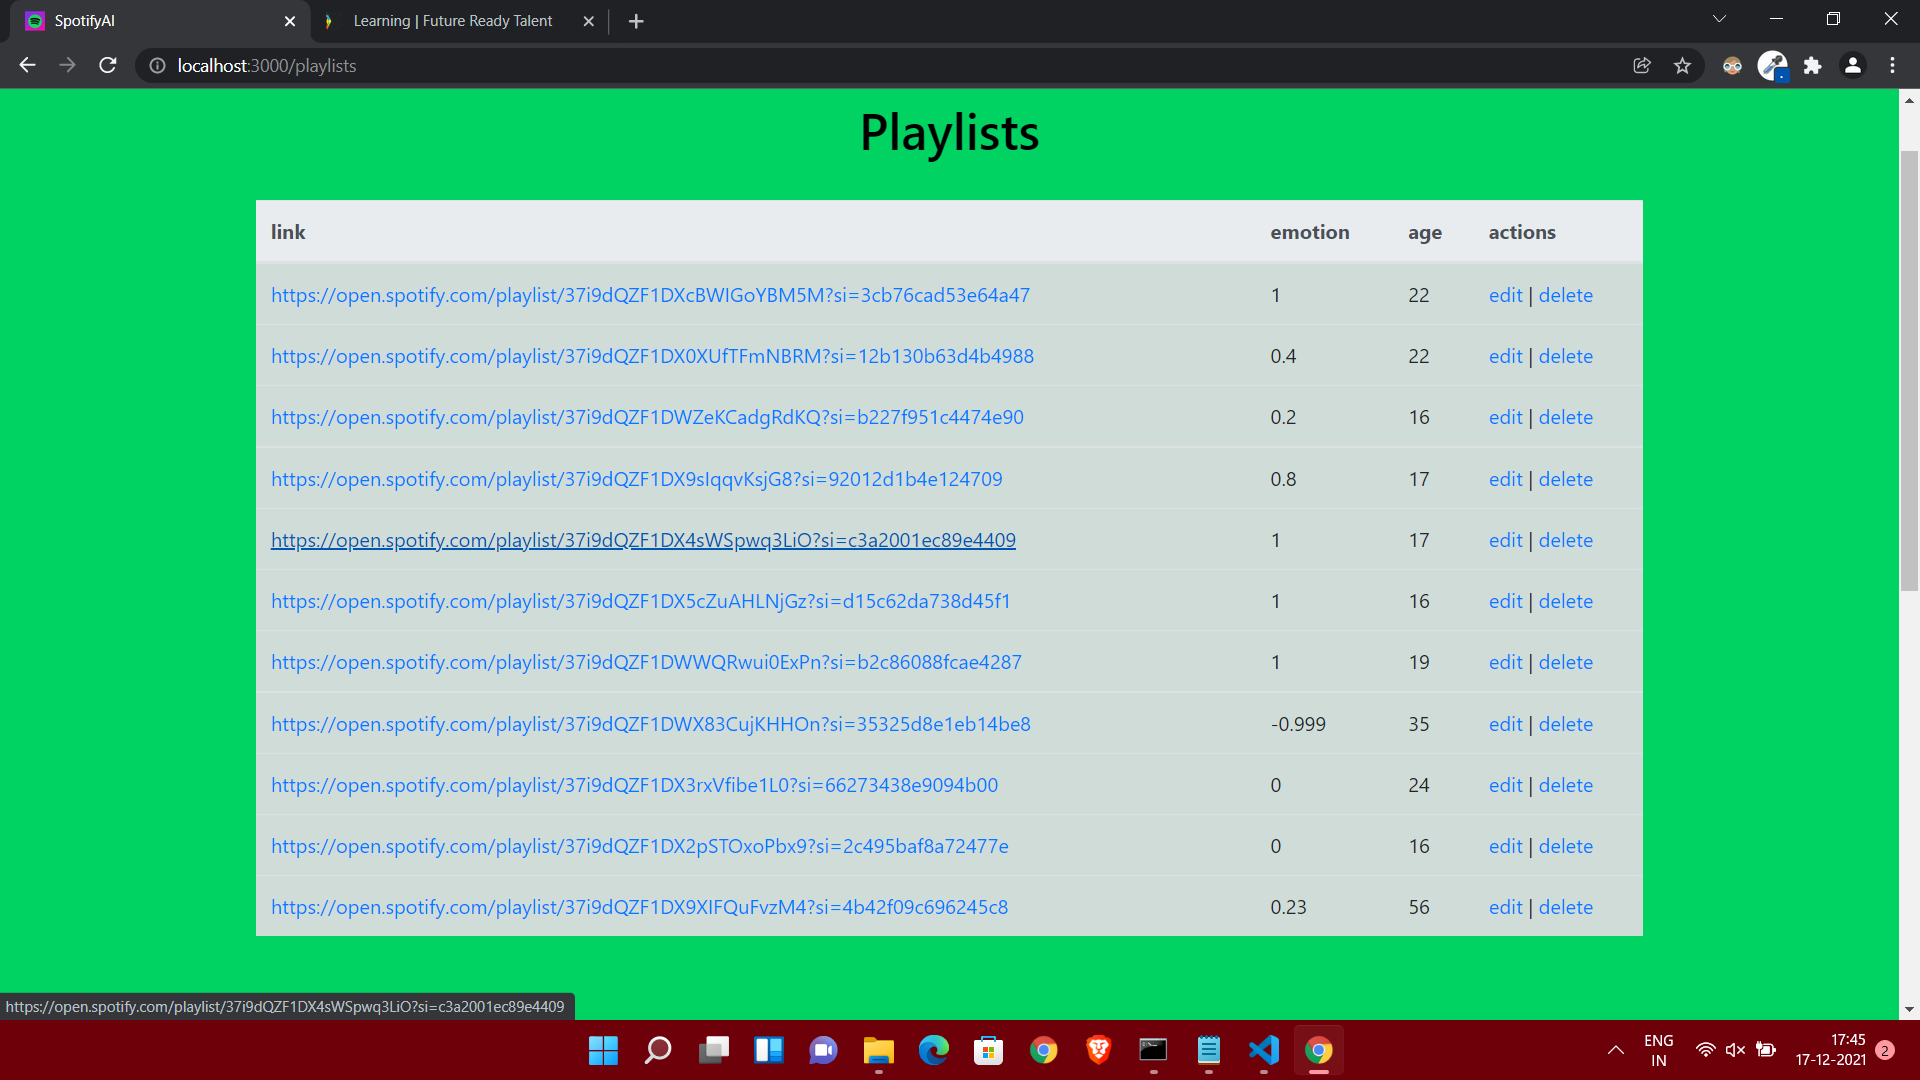 SpotifyAI
Learning | Future Ready Talent
localhost:3000/playlists
Playlists
link emotion age actions
https://open.spotify.com/playlist/37i9dQZF1DXcBWIGoYBM5M?si=3cb76cad53e64a47 1 22 edit | delete
https://open.spotify.com/playlist/37i9dQZF1DX0XUfTFmNBRM?si=12b130b63d4b4988 0.4 22 edit | delete
https://open.spotify.com/playlist/37i9dQZF1DWZeKCadgRdKQ?si=b227f951c4474e90 0.2 16 edit | delete
https://open.spotify.com/playlist/37i9dQZF1DX9sIqqvKsjG8?si=92012d1b4e124709 0.8 17 edit | delete
https://open.spotify.com/playlist/37i9dQZF1DX4sWSpwq3LiO?si=c3a2001ec89e4409 1 17 edit | delete
https://open.spotify.com/playlist/37i9dQZF1DX5cZuAHLNjGz?si=d15c62da738d45f1 1 16 edit | delete
https://open.spotify.com/playlist/37i9dQZF1DWWQRwui0ExPn?si=b2c86088fcae4287 1 19 edit | delete
https://open.spotify.com/playlist/37i9dQZF1DWX83CujKHHOn?si=35325d8e1eb14be8 -0.999 35 edit | delete
https://open.spotify.com/playlist/37i9dQZF1DX3rxVfibe1L0?si=66273438e9094b00 0 24 edit | delete
https://open.spotify.com/playlist/37i9dQZF1DX2pSTOxoPbx9?si=2c495baf8a72477e 0 16 edit | delete
https://open.spotify.com/playlist/37i9dQZF1DX9XIFQuFvzM4?si=4b42f09c696245c8 0.23 56 edit | delete
https://open.spotify.com/playlist/37i9dQZF1DX4sWSpwq3LiO?si=c3a2001ec89e4409
ENG
IN
17:45
17-12-2021
2